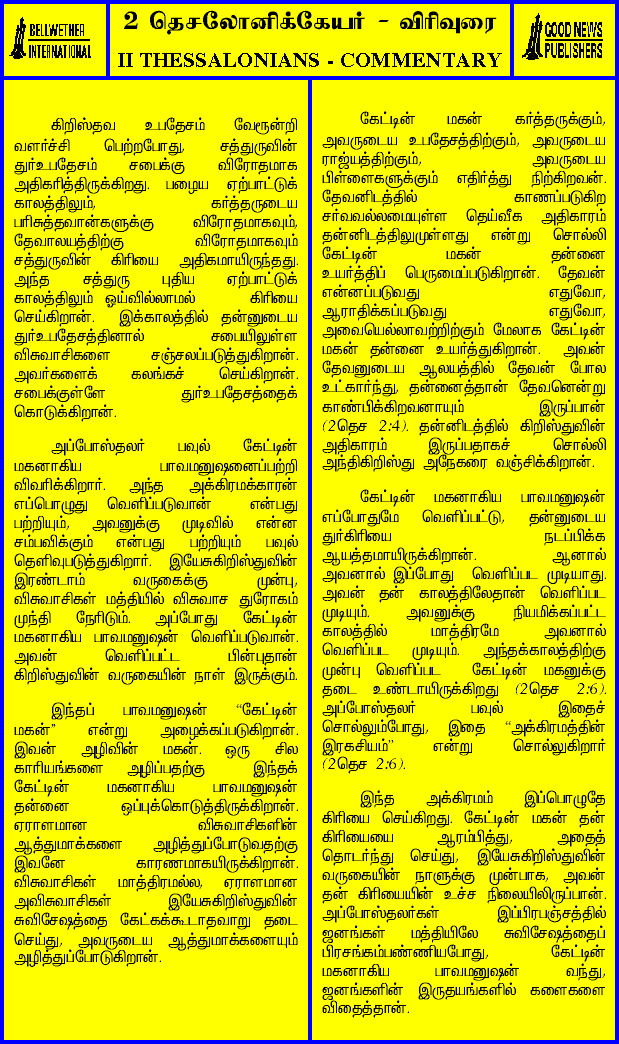 BELLWETHER
INTERNATIONAL
2 தெசலோனிக்கேயர் - விரிவுரை
II THESSALONIANS - COMMENTARY
GOOD NEWS
PUBLISHERS
கிறிஸ்தவ உபதேசம் வேரூன்றி
வளர்ச்சி பெற்றபோது, சத்துருவின்
துர்உபதேசம் சபைக்கு விரோதமாக
அதிகரித்திருக்கிறது. பழைய ஏற்பாட்டுக்
காலத்திலும், கர்த்தருடைய
பரிசுத்தவான்களுக்கு விரோதமாகவும்,
தேவாலயத்திற்கு விரோதமாகவும்
சத்துருவின் கிரியை அதிகமாயிருந்தது.
அந்த சத்துரு புதிய ஏற்பாட்டுக்
காலத்திலும் ஓய்வில்லாமல் கிரியை
செய்கிறான். இக்காலத்தில் தன்னுடைய
துர்உபதேசத்தினால் சபையிலுள்ள
விசுவாசிகளை சஞ்சலப்படுத்துகிறான்.
அவர்களைக் கலங்கச் செய்கிறான்.
சபைக்குள்ளே துர்உபதேசத்தைக்
கொடுக்கிறான்.
அப்போஸ்தலர் பவுல் கேட்டின்
மகனாகிய பாவமனுஷனைப்பற்றி
விவரிக்கிறார். அந்த அக்கிரமக்காரன்
எப்பொழுது வெளிப்படுவான் என்பது
பற்றியும், அவனுக்கு முடிவில் என்ன
சம்பவிக்கும் என்பது பற்றியும் பவுல்
தெளிவுபடுத்துகிறார். இயேசுகிறிஸ்துவின்
இரண்டாம் வருகைக்கு முன்பு,
விசுவாசிகள் மத்தியில் விசுவாச துரோகம்
முந்தி நேரிடும். அப்போது கேட்டின்
மகனாகிய பாவமனுஷன் வெளிப்படுவான்.
அவன் வெளிப்பட்ட பின்புதான்
கிறிஸ்துவின் வருகையின் நாள் இருக்கும்.
இந்தப் பாவமனுஷன் “கேட்டின்
மகன்” என்று அழைக்கப்படுகிறான்.
இவன் அழிவின் மகன். ஒரு சில
காரியங்களை அழிப்பதற்கு இந்தக்
கேட்டின் மகனாகிய பாவமனுஷன்
தன்னை ஒப்புக்கொடுத்திருக்கிறான்.
ஏராளமான விசுவாசிகளின்
ஆத்துமாக்களை அழித்துப்போடுவதற்கு
இவனே காரணமாகயிருக்கிறான்.
விசுவாசிகள் மாத்திரமல்ல, ஏராளமான
அவிசுவாசிகள் இயேசுகிறிஸ்துவின்
சுவிசேஷத்தை கேட்கக்கூடாதவாறு தடை
செய்து, அவருடைய ஆத்துமாக்களையும்
அழித்துப்போடுகிறான்.
கேட்டின் மகன் கர்த்தருக்கும்,
அவருடைய உபதேசத்திற்கும், அவருடைய
ராஜ்யத்திற்கும், அவருடைய
பிள்ளைகளுக்கும் எதிர்த்து நிற்கிறவன்.
தேவனிடத்தில் காணப்படுகிற
சர்வவல்லமையுள்ள தெய்வீக அதிகாரம்
தன்னிடத்திலுமுள்ளது என்று சொல்லி
கேட்டின் மகன் தன்னை
உயர்த்திப் பெருமைப்படுகிறான். தேவன்
என்னப்படுவது எதுவோ,
ஆராதிக்கப்படுவது எதுவோ,
அவையெல்லாவற்றிற்கும் மேலாக கேட்டின்
மகன் தன்னை உயர்த்துகிறான். அவன்
தேவனுடைய ஆலயத்தில் தேவன் போல
உட்கார்ந்து, தன்னைத்தான் தேவனென்று
காண்பிக்கிறவனாயும் இருப்பான்
(2தெச 2:4). தன்னிடத்தில் கிறிஸ்துவின்
அதிகாரம் இருப்பதாகச் சொல்லி
அந்திகிறிஸ்து அநேகரை வஞ்சிக்கிறான்.
கேட்டின் மகனாகிய பாவமனுஷன்
எப்போதுமே வெளிப்பட்டு, தன்னுடைய
துர்கிரியை நடப்பிக்க
ஆயத்தமாயிருக்கிறான். ஆனால்
அவனால் இப்போது வெளிப்பட முடியாது.
அவன் தன் காலத்திலேதான் வெளிப்பட
முடியும். அவனுக்கு நியமிக்கப்பட்ட
காலத்தில் மாத்திரமே அவனால்
வெளிப்பட முடியும். அந்தக்காலத்திற்கு
முன்பு வெளிப்பட கேட்டின் மகனுக்கு
தடை உண்டாயிருக்கிறது (2தெச 2:6).
அப்போஸ்தலர் பவுல் இதைச்
சொல்லும்போது, இதை “அக்கிரமத்தின்
இரகசியம்” என்று சொல்லுகிறார்
(2தெச 2:6).
இந்த அக்கிரமம் இப்பொழுதே
கிரியை செய்கிறது. கேட்டின் மகன் தன்
கிரியையை ஆரம்பித்து, அதைத்
தொடர்ந்து செய்து, இயேசுகிறிஸ்துவின்
வருகையின் நாளுக்கு முன்பாக, அவன்
தன் கிரியையின் உச்ச நிலையிலிருப்பான்.
அப்போஸ்தலர்கள் இப்பிரபஞ்சத்தில்
ஜனங்கள் மத்தியிலே சுவிசேஷத்தைப்
பிரசங்கம்பண்ணியபோது, கேட்டின்
மகனாகிய பாவமனுஷன் வந்து,
ஜனங்களின் இருதயங்களில் களைகளை
விதைத்தான்.